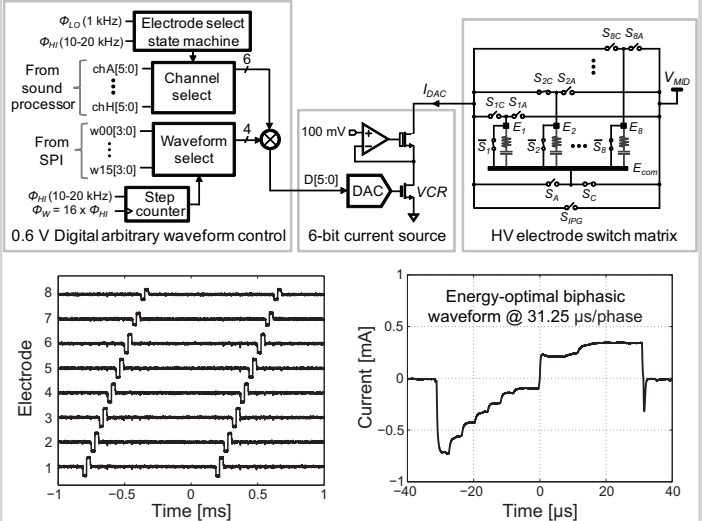 Φ_LO (1 kHz)
Φ_HI (10-20 kHz)
Electrode select
state machine
From
sound
processor
chA[5:0]
chH[5:0]
Channel
select
6
From
SPI
w00[3:0]
w15[3:0]
Waveform
select
4
Φ_HI (10-20 kHz)
Φ_W = 16 x Φ_HI
Step
counter
0.6 V Digital arbitrary waveform control
I_DAC
100 mV
+
−
D[5:0]
DAC
VCR
6-bit current source
S_8C S_8A
V_MID
S_2C S_2A
S_1C S_1A
E_1 E_2 E_8
S̅_1 S̅_2 S̅_8
E_com
S_A S_C
S_IPG
HV electrode switch matrix
Electrode
8
7
6
5
4
3
2
1
−1 −0.5 0 0.5 1
Time [ms]
Energy-optimal biphasic
waveform @ 31.25 µs/phase
Current [mA]
1
0.5
0
−0.5
−1
−40 −20 0 20 40
Time [µs]